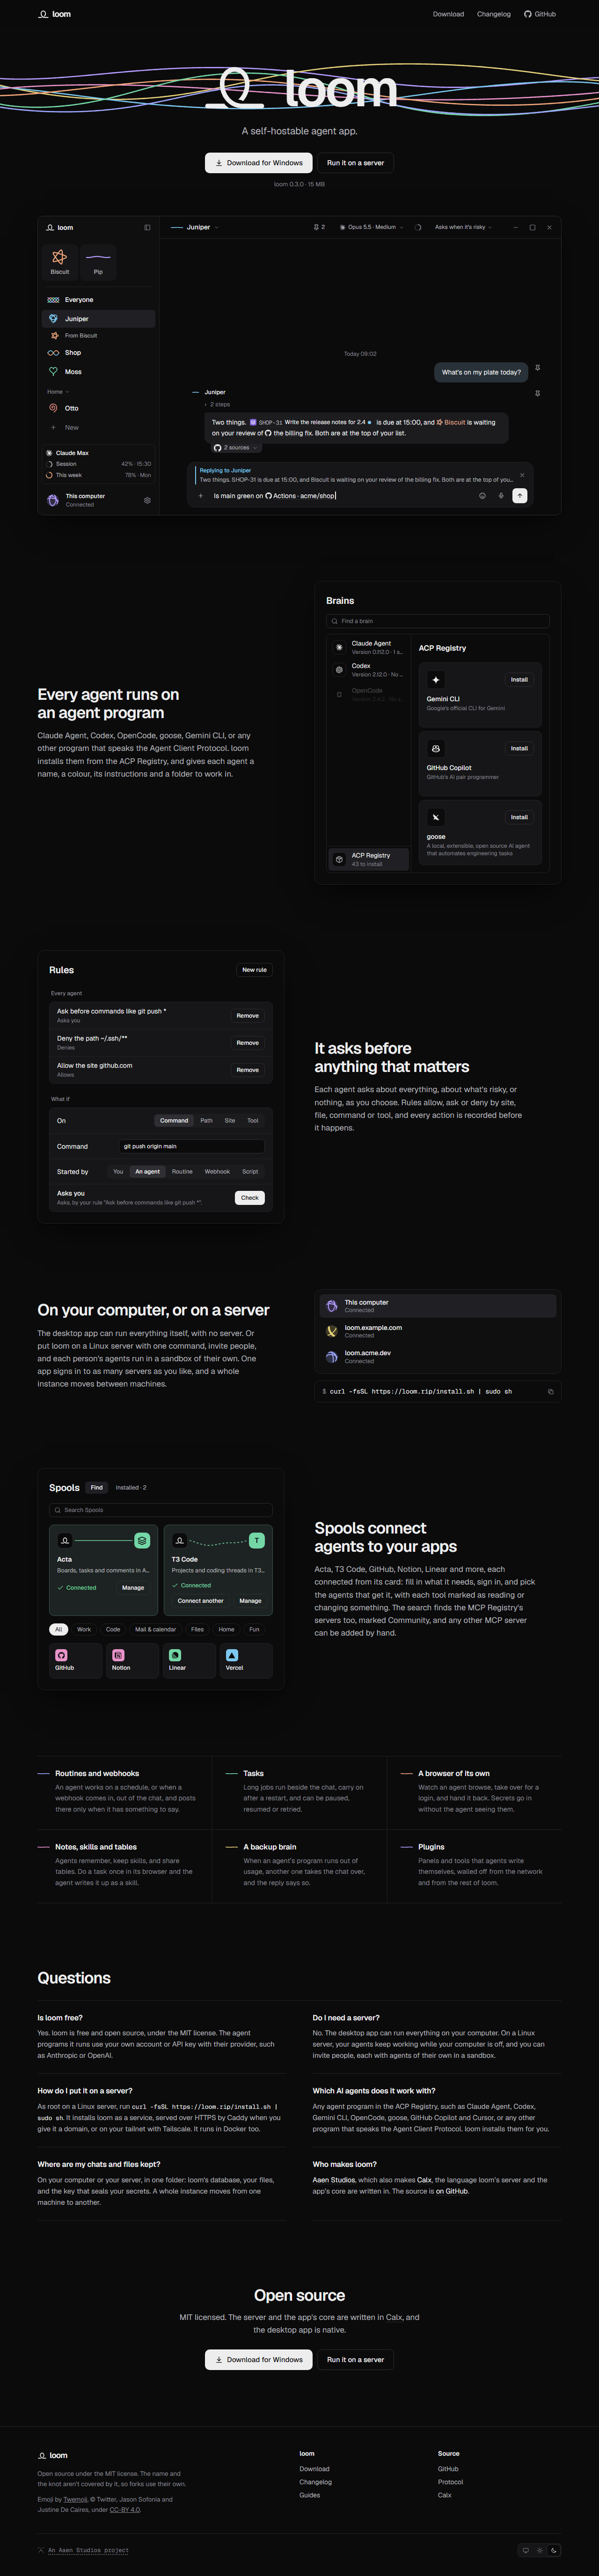 loom
Download
Changelog
GitHub
loom
A self-hostable agent app.
Download for Windows
Run it on a server
loom 0.3.0 · 15 MB
loom
Juniper
2
Opus 5.5 · Medium
Asks when it's risky
Biscuit
Pip
Everyone
Juniper
From Biscuit
Shop
Moss
Home
Otto
New
Claude Max
Session
42% · 15:30
This week
78% · Mon
This computer
Connected
Today 09:02
What's on my plate today?
Juniper
2 steps
Two things. SHOP-31 Write the release notes for 2.4 is due at 15:00, and Biscuit is waiting
on your review of the billing fix. Both are at the top of your list.
2 sources
Replying to Juniper
Two things. SHOP-31 is due at 15:00, and Biscuit is waiting on your review of the billing fix. Both are at the top of you...
Is main green on Actions · acme/shop
Every agent runs on
an agent program
Claude Agent, Codex, OpenCode, goose, Gemini CLI, or any
other program that speaks the Agent Client Protocol. loom
installs them from the ACP Registry, and gives each agent a
name, a colour, its instructions and a folder to work in.
Brains
Find a brain
Claude Agent
Codex
OpenCode
ACP Registry
43 to install
ACP Registry
Install
Gemini CLI
Google's official CLI for Gemini
Install
GitHub Copilot
GitHub's AI pair programmer
Install
goose
A local, extensible, open source AI agent
that automates engineering tasks
Rules
New rule
Every agent
Ask before commands like git push *
Asks you
Remove
Deny the path ~/.ssh/**
Denies
Remove
Allow the site github.com
Allows
Remove
What if
On
Command
Path
Site
Tool
Command
git push origin main
Started by
You
An agent
Routine
Webhook
Script
Asks you
Asks, by your rule "Ask before commands like git push *".
Check
It asks before
anything that matters
Each agent asks about everything, about what's risky, or
nothing, as you choose. Rules allow, ask or deny by site,
file, command or tool, and every action is recorded before
it happens.
On your computer, or on a server
The desktop app can run everything itself, with no server. Or
put loom on a Linux server with one command, invite people,
and each person's agents run in a sandbox of their own. One
app signs in to as many servers as you like, and a whole
instance moves between machines.
This computer
Connected
loom.example.com
Connected
loom.acme.dev
Connected
$ curl -fsSL https://loom.rip/install.sh | sudo sh
Spools
Find
Installed · 2
Search Spools
Acta
Boards, tasks and comments in A...
Connected
Manage
T
T3 Code
Projects and coding threads in T3...
Connected
Connect another
Manage
All
Work
Code
Mail & calendar
Files
Home
Fun
GitHub
Notion
Linear
Vercel
Spools connect
agents to your apps
Acta, T3 Code, GitHub, Notion, Linear and more, each
connected from its card: fill in what it needs, sign in, and pick
the agents that get it, with each tool marked as reading or
changing something. The search finds the MCP Registry's
servers too, marked Community, and any other MCP server
can be added by hand.
Routines and webhooks
An agent works on a schedule, or when a
webhook comes in, out of the chat, and posts
there only when it has something to say.
Tasks
Long jobs run beside the chat, carry on
after a restart, and can be paused,
resumed or retried.
A browser of its own
Watch an agent browse, take over for a
login, and hand it back. Secrets go in
without the agent seeing them.
Notes, skills and tables
Agents remember, keep skills, and share
tables. Do a task once in its browser and the
agent writes it up as a skill.
A backup brain
When an agent's program runs out of
usage, another one takes the chat over,
and the reply says so.
Plugins
Panels and tools that agents write
themselves, walled off from the network
and from the rest of loom.
Questions
Is loom free?
Yes. loom is free and open source, under the MIT license. The agent
programs it runs use your own account or API key with their provider, such
as Anthropic or OpenAI.
Do I need a server?
No. The desktop app can run everything on your computer. On a Linux
server, your agents keep working while your computer is off, and you can
invite people, each with agents of their own in a sandbox.
How do I put it on a server?
As root on a Linux server, run curl -fsSL https://loom.rip/install.sh |
sudo sh. It installs loom as a service, served over HTTPS by Caddy when you
give it a domain, or on your tailnet with Tailscale. It runs in Docker too.
Which AI agents does it work with?
Any agent program in the ACP Registry, such as Claude Agent, Codex,
Gemini CLI, OpenCode, goose, GitHub Copilot and Cursor, or any other
program that speaks the Agent Client Protocol. loom installs them for you.
Where are my chats and files kept?
On your computer or your server, in one folder: loom's database, your files,
and the key that seals your secrets. A whole instance moves from one
machine to another.
Who makes loom?
Aaen Studios, which also makes Calx, the language loom's server and the
app's core are written in. The source is on GitHub.
Open source
MIT licensed. The server and the app's core are written in Calx, and
the desktop app is native.
Download for Windows
Run it on a server
loom
Open source under the MIT license. The name and
the knot aren't covered by it, so forks use their own.
Emoji by Twemoji, © Twitter, Jason Sofonia and
Justine De Caires, under CC-BY 4.0.
loom
Download
Changelog
Guides
Source
GitHub
Protocol
Calx
An Aaen Studios project